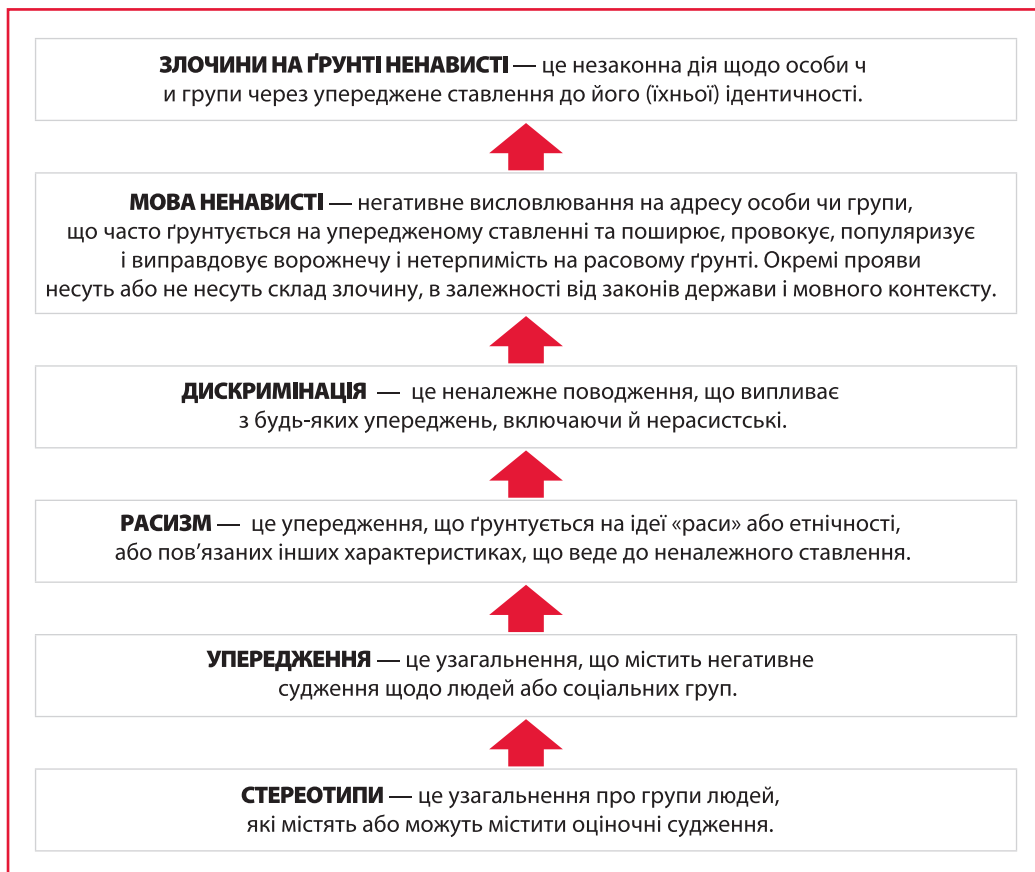 ЗЛОЧИНИ НА ҐРУНТІ НЕНАВИСТІ — це незаконна дія щодо особи ч
и групи через упереджене ставлення до його (їхньої) ідентичності.
МОВА НЕНАВИСТІ — негативне висловлювання на адресу особи чи групи,
що часто ґрунтується на упередженому ставленні та поширює, провокує, популяризує
і виправдовує ворожнечу і нетерпимість на расовому ґрунті. Окремі прояви
несуть або не несуть склад злочину, в залежності від законів держави і мовного контексту.
ДИСКРИМІНАЦІЯ — це неналежне поводження, що випливає
з будь-яких упереджень, включаючи й нерасистські.
РАСИЗМ — це упередження, що ґрунтується на ідеї «раси» або етнічності,
або пов’язаних інших характеристиках, що веде до неналежного ставлення.
УПЕРЕДЖЕННЯ — це узагальнення, що містить негативне
судження щодо людей або соціальних груп.
СТЕРЕОТИПИ — це узагальнення про групи людей,
які містять або можуть містити оціночні судження.